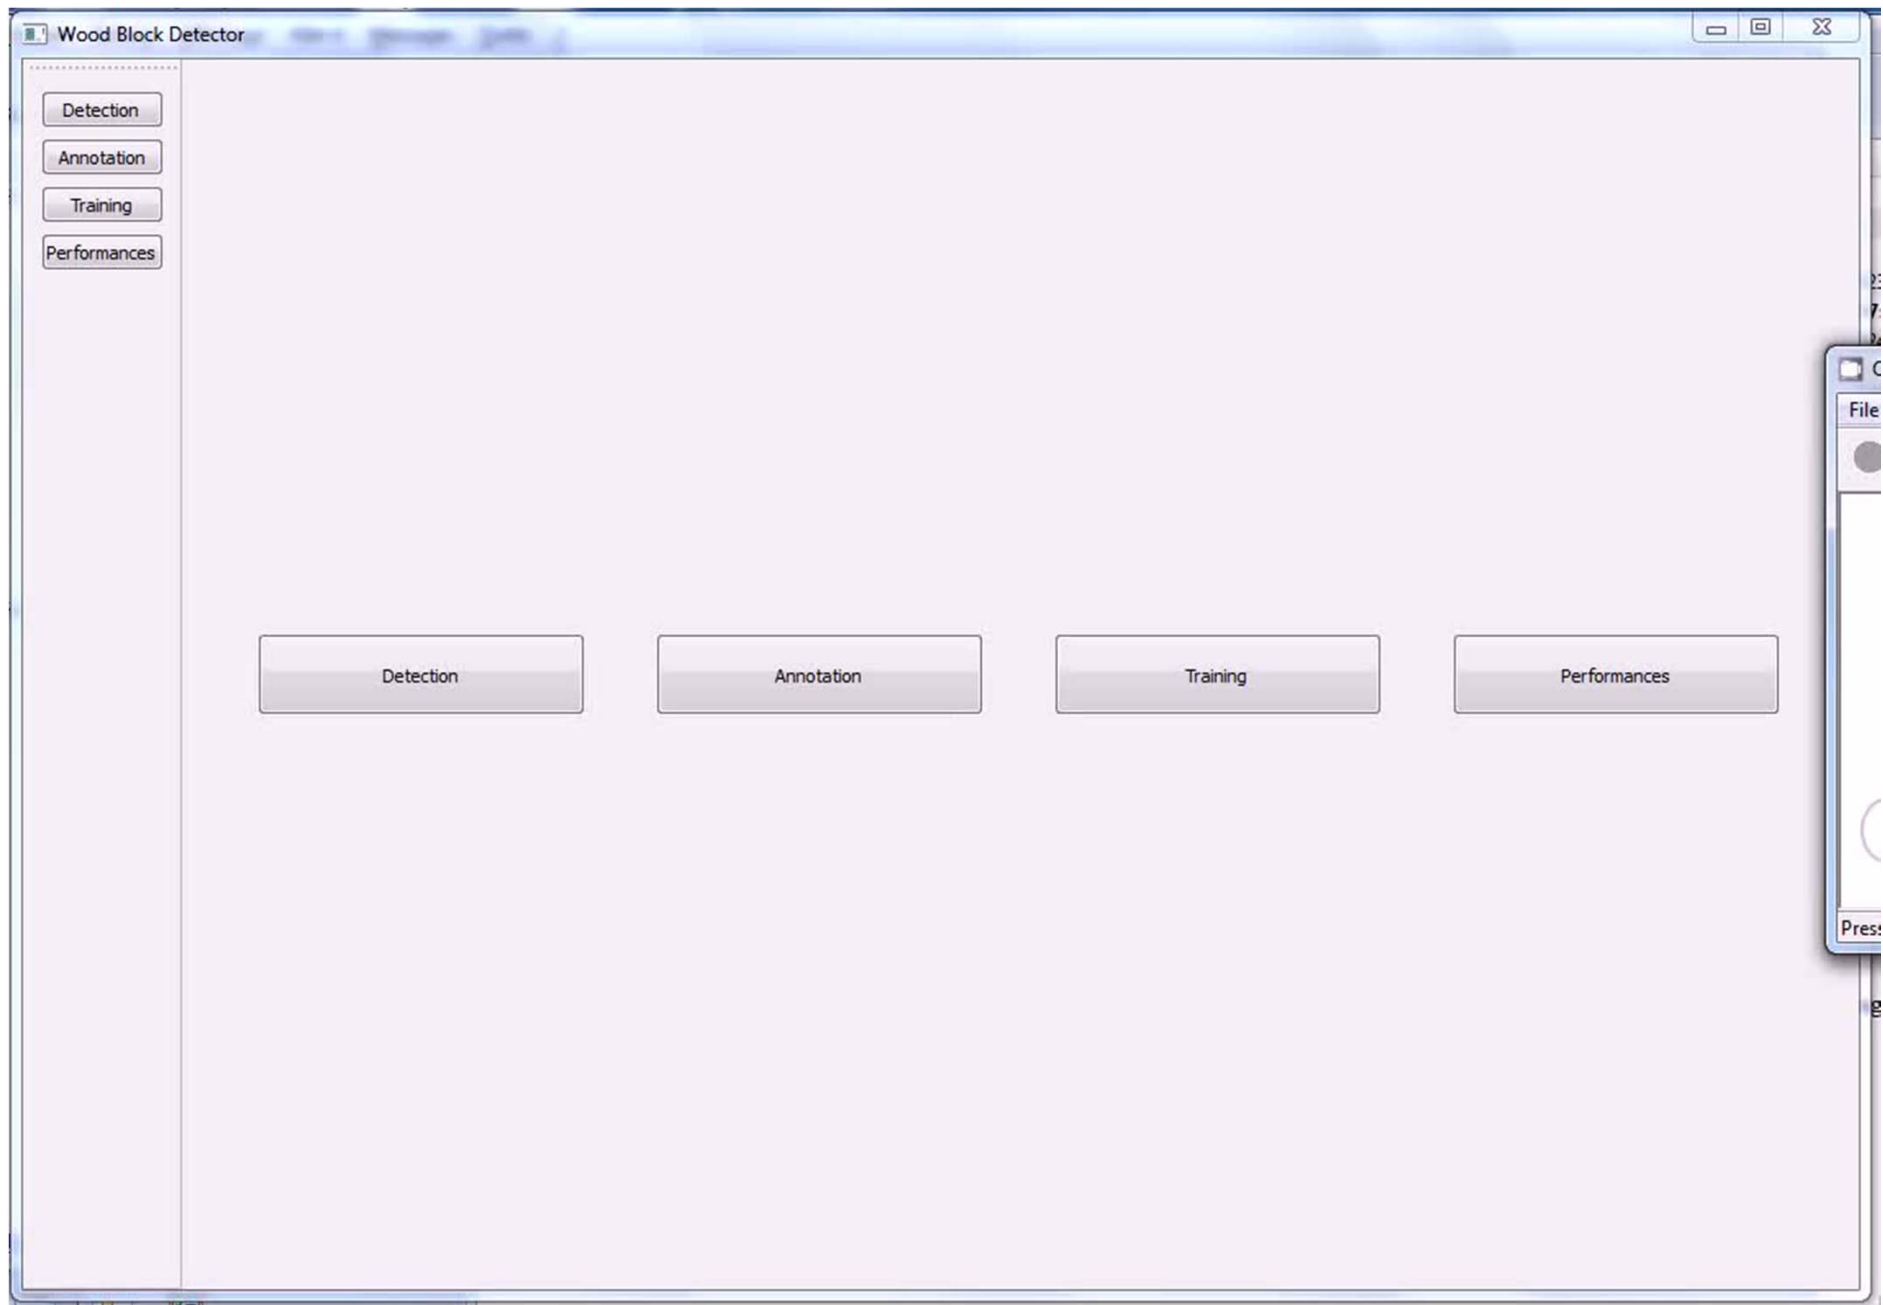 Wood Block Detector
Detection
Annotation
Training
Performances
Detection Annotation Training Performances
File